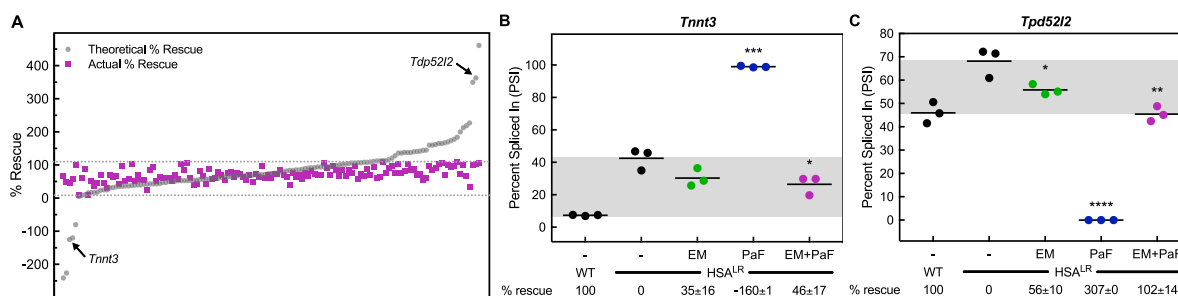 A
% Rescue
400
300
200
100
0
-100
-200
Theoretical % Rescue
Actual % Rescue
Tdp52l2
Tnnt3
B
Tnnt3
Percent Spliced In (PSI)
100
80
60
40
20
0
***
*
- - EM PaF EM+PaF
WT HSALR
% rescue 100 0 35±16 -160±1 46±17
C
Tpd52l2
Percent Spliced In (PSI)
70
60
50
40
30
20
10
0
*
**
****
- - EM PaF EM+PaF
WT HSALR
% rescue 100 0 56±10 307±0 102±14